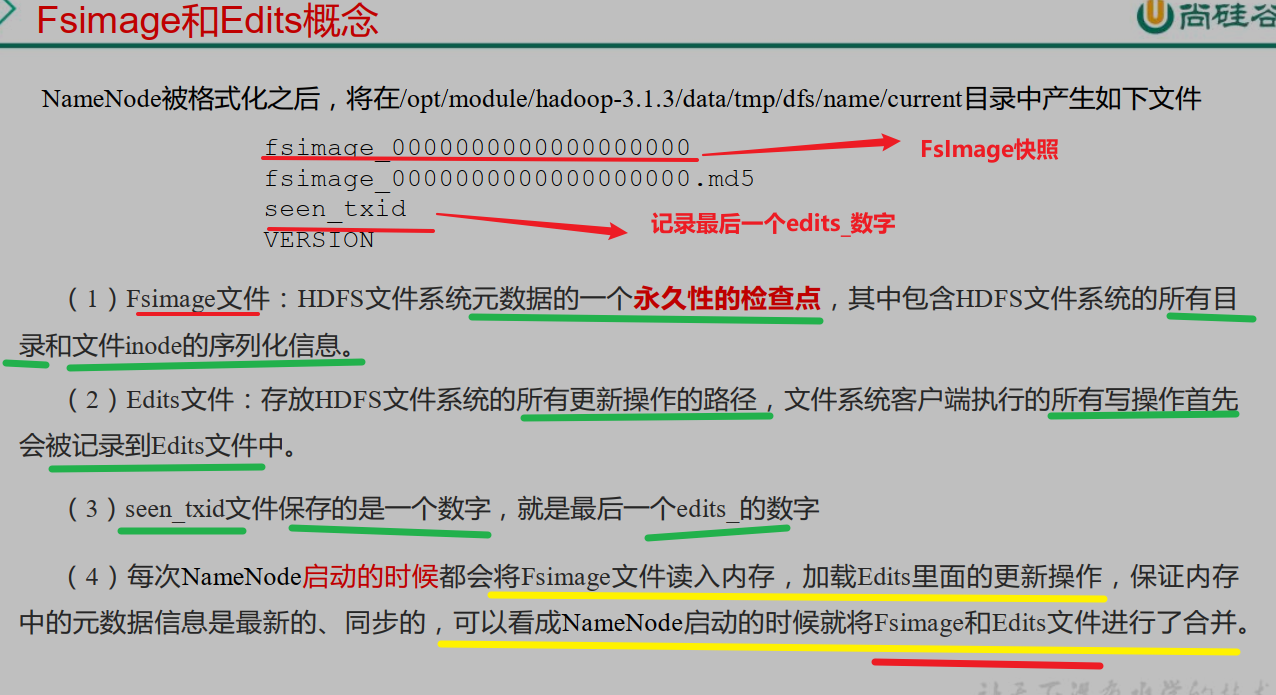 Fsimage和Edits概念
尚硅谷
NameNode被格式化之后，将在/opt/module/hadoop-3.1.3/data/tmp/dfs/name/current目录中产生如下文件
fsimage_0000000000000000000
FsImage快照
fsimage_0000000000000000000.md5
seen_txid
记录最后一个edits_数字
VERSION
（1）Fsimage文件：HDFS文件系统元数据的一个永久性的检查点，其中包含HDFS文件系统的所有目
录和文件inode的序列化信息。
（2）Edits文件：存放HDFS文件系统的所有更新操作的路径，文件系统客户端执行的所有写操作首先
会被记录到Edits文件中。
（3）seen_txid文件保存的是一个数字，就是最后一个edits_的数字
（4）每次NameNode启动的时候都会将Fsimage文件读入内存，加载Edits里面的更新操作，保证内存
中的元数据信息是最新的、同步的，可以看成NameNode启动的时候就将Fsimage和Edits文件进行了合并。